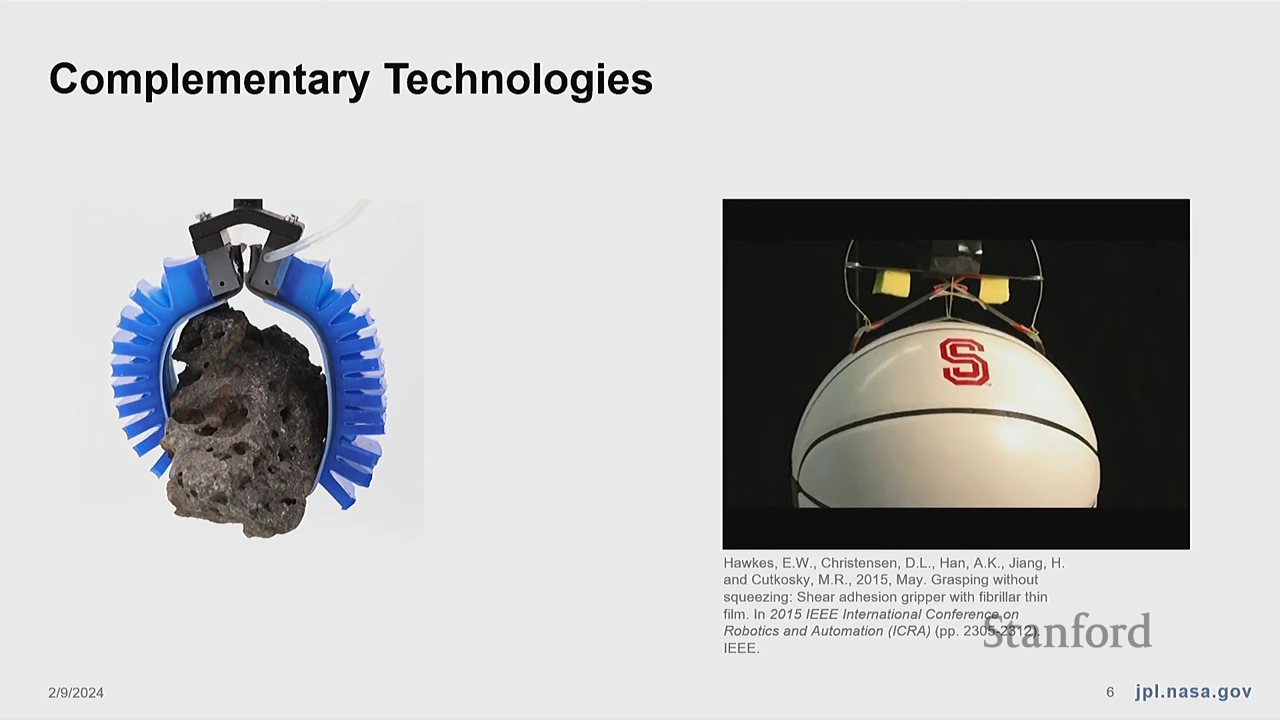 Complementary Technologies
S
Hawkes, E.W., Christensen, D.L., Han, A.K., Jiang, H.
and Cutkosky, M.R., 2015, May. Grasping without
squeezing: Shear adhesion gripper with fibrillar thin
film. In 2015 IEEE International Conference on
Robotics and Automation (ICRA) (pp. 2305-2312).
IEEE.
Stanford
2/9/2024
6 jpl.nasa.gov